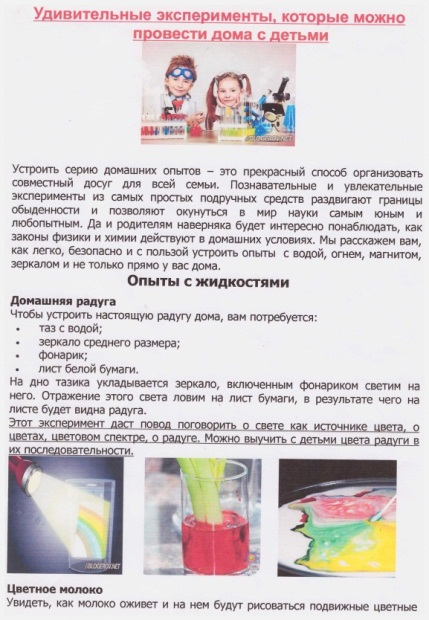 Удивительные эксперименты, которые можно
провести дома с детьми
Устроить серию домашних опытов – это прекрасный способ организовать
совместный досуг для всей семьи. Познавательные и увлекательные
эксперименты из самых простых подручных средств раздвигают границы
обыденности и позволяют окунуться в мир науки самым юным и
любопытным. Да и родителям наверняка будет интересно понаблюдать, как
законы физики и химии действуют в домашних условиях. Мы расскажем вам,
как легко, безопасно и с пользой устроить опыты с водой, огнем, магнитом,
зеркалом и не только прямо у вас дома.
Опыты с жидкостями
Домашняя радуга
Чтобы устроить настоящую радугу дома, вам потребуется:
• таз с водой;
• зеркало среднего размера;
• фонарик;
• лист белой бумаги.
На дно тазика укладывается зеркало, включенным фонариком светим на
него. Отражение этого света ловим на лист бумаги, в результате чего на
листе будет видна радуга.
Этот эксперимент даст повод поговорить о свете как источнике цвета, о
цветах, цветовом спектре, о радуге. Можно выучить с детьми цвета радуги в
их последовательности.
Цветное молоко
Увидеть, как молоко оживет и на нем будут рисоваться подвижные цветные